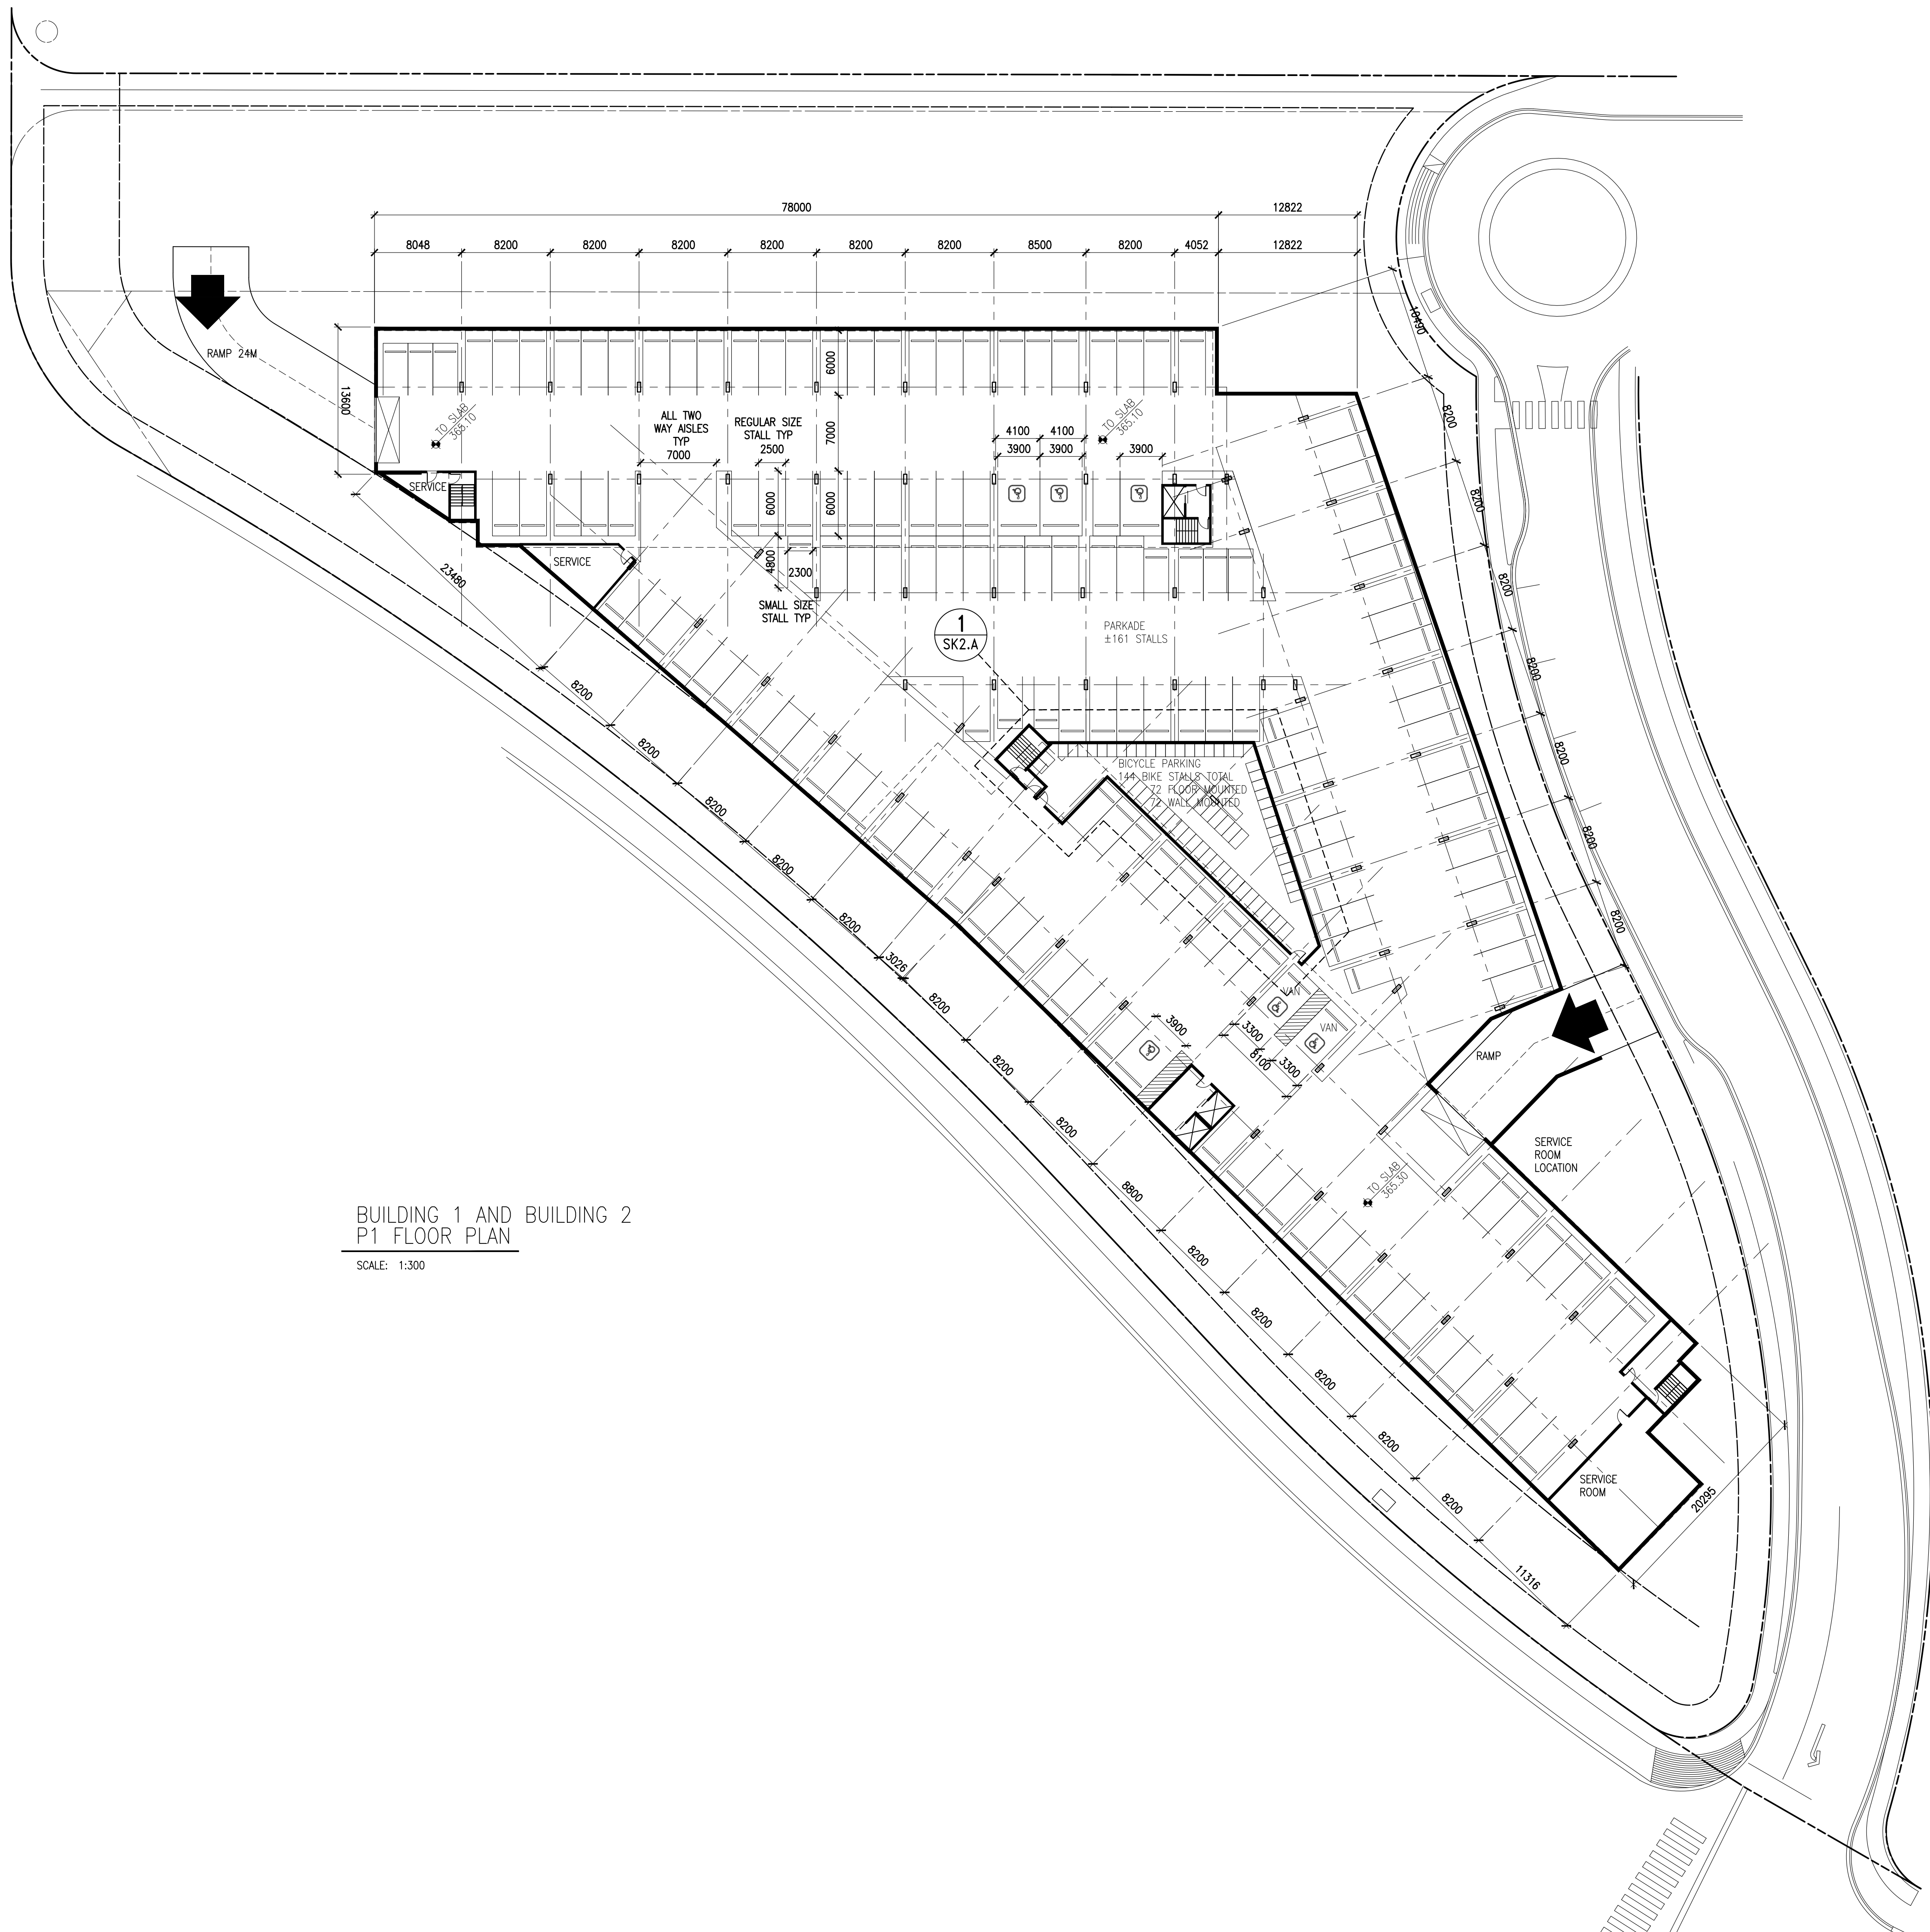 78000
12822
8048
8200
8200
8200
8200
8200
8200
8500
8200
4052
12822
10490
RAMP 24M
13600
6000
TO SLAB
365.10
ALL TWO
WAY AISLES
TYP
7000
REGULAR SIZE
STALL TYP
2500
7000
4100
4100
3900
3900
3900
TO SLAB
365.10
8200
8200
8200
8200
8200
8200
8200
SERVICE
6000
6000
SERVICE
4800
2300
SMALL SIZE
STALL TYP
23480
1
SK2.A
PARKADE
±161 STALLS
BICYCLE PARKING
144 BIKE STALLS TOTAL
72 FLOOR MOUNTED
72 WALL MOUNTED
8200
8200
8200
8200
8200
3026
8200
8200
8200
8800
8200
8200
8200
8200
8200
11316
VAN
VAN
3900
3300
8100
3300
RAMP
SERVICE
ROOM
LOCATION
TO SLAB
365.30
SERVICE
ROOM
20295
BUILDING 1 AND BUILDING 2
P1 FLOOR PLAN
SCALE: 1:300